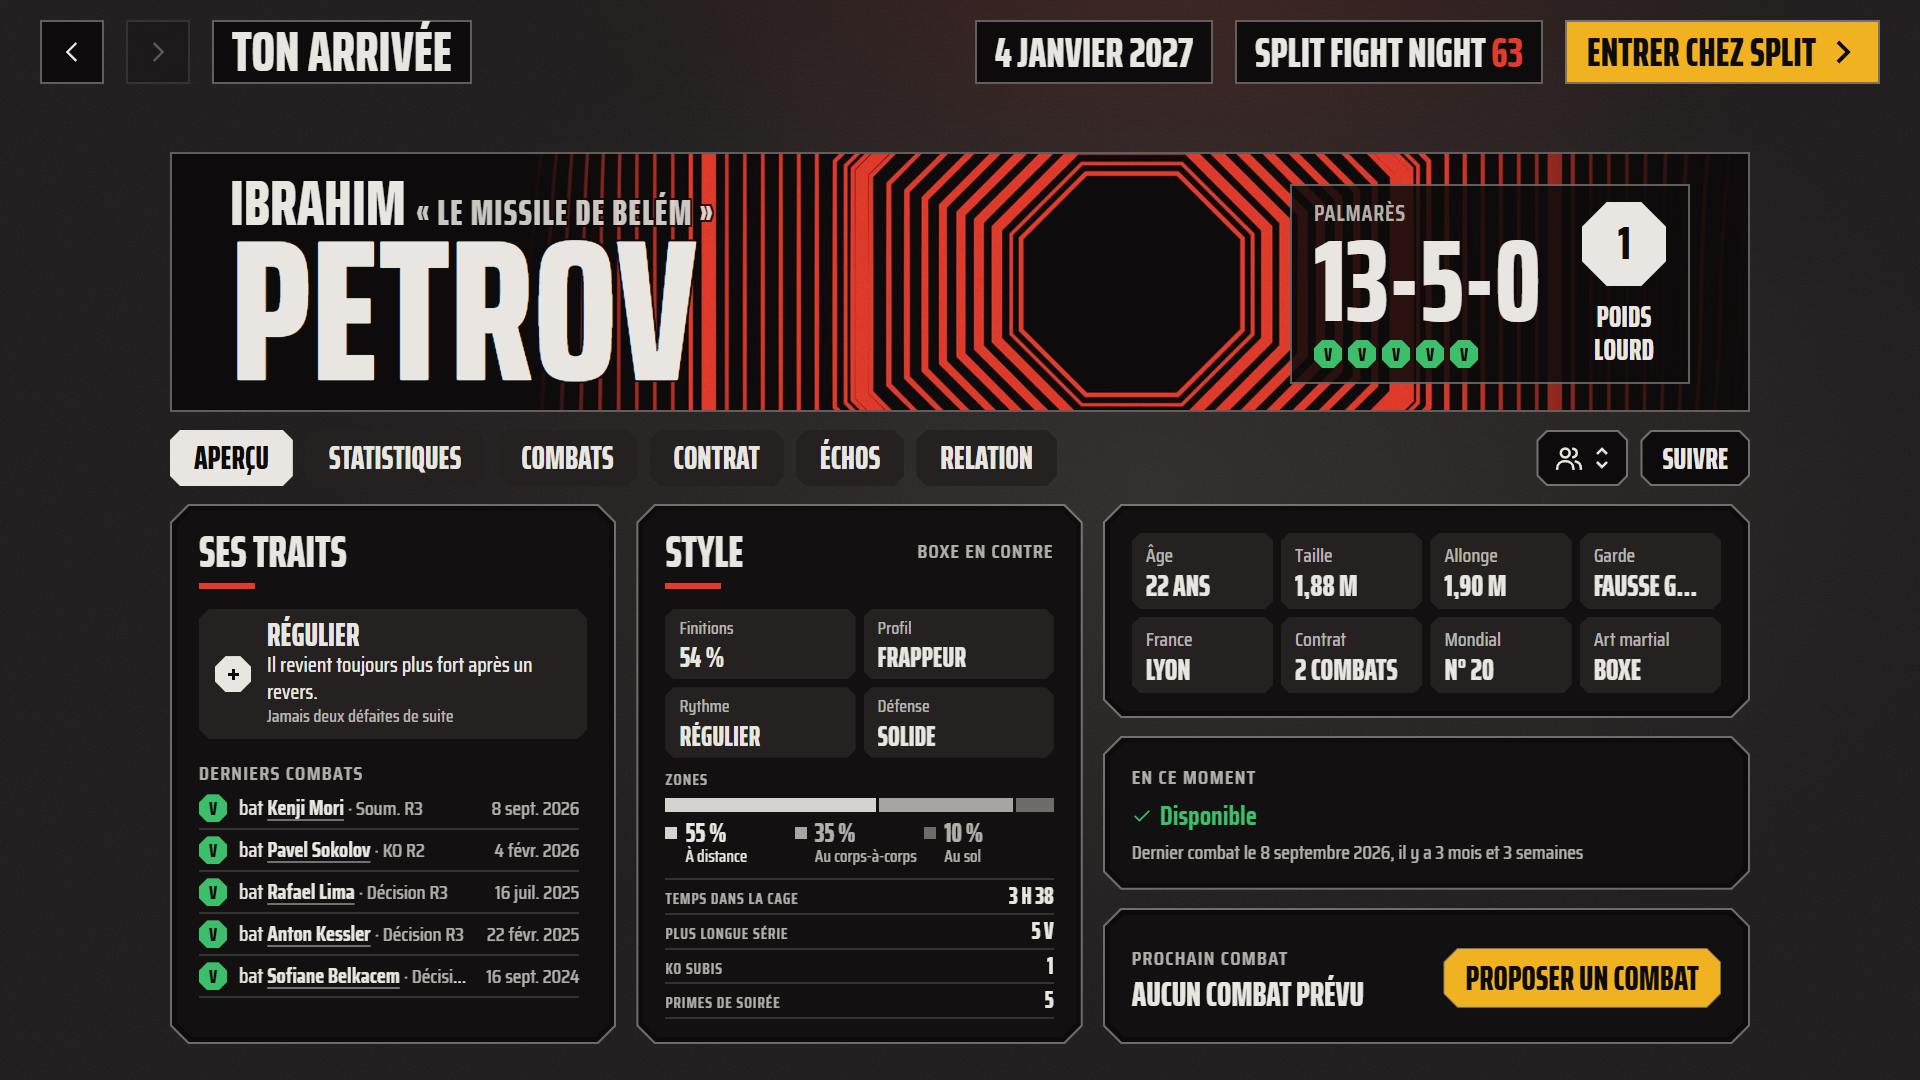 TON ARRIVÉE
4 JANVIER 2027
SPLIT FIGHT NIGHT 63
ENTRER CHEZ SPLIT
IBRAHIM « LE MISSILE DE BELÉM »
PETROV
PALMARÈS
13-5-0
V V V V V
1
POIDS
LOURD
APERÇU
STATISTIQUES
COMBATS
CONTRAT
ÉCHOS
RELATION
SUIVRE
SES TRAITS
RÉGULIER
Il revient toujours plus fort après un
revers.
Jamais deux défaites de suite
DERNIERS COMBATS
V bat Kenji Mori · Soum. R3 8 sept. 2026
V bat Pavel Sokolov · KO R2 4 févr. 2026
V bat Rafael Lima · Décision R3 16 juil. 2025
V bat Anton Kessler · Décision R3 22 févr. 2025
V bat Sofiane Belkacem · Décisi... 16 sept. 2024
STYLE
BOXE EN CONTRE
Finitions
54 %
Profil
FRAPPEUR
Rythme
RÉGULIER
Défense
SOLIDE
ZONES
55 %
À distance
35 %
Au corps-à-corps
10 %
Au sol
TEMPS DANS LA CAGE 3 H 38
PLUS LONGUE SÉRIE 5 V
KO SUBIS 1
PRIMES DE SOIRÉE 5
Âge
22 ANS
Taille
1,88 M
Allonge
1,90 M
Garde
FAUSSE G...
France
LYON
Contrat
2 COMBATS
Mondial
N° 20
Art martial
BOXE
EN CE MOMENT
Disponible
Dernier combat le 8 septembre 2026, il y a 3 mois et 3 semaines
PROCHAIN COMBAT
AUCUN COMBAT PRÉVU
PROPOSER UN COMBAT